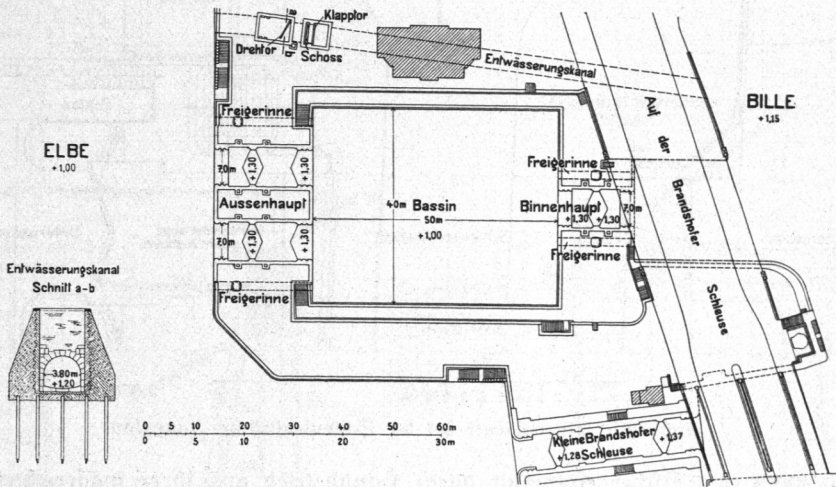 Klapptor
Drehtor
Schoss
a
b
Entwässerungskanal
BILLE
+1,15
Auf der Brandshofer Schleuse
ELBE
+1,00
Freigerinne
7,0m
+1,30
+1,30
Aussenhaupt
7,0m
+1,30
+1,30
Freigerinne
40m
Bassin
50m
+1,00
Freigerinne
Binnenhaupt
+1,30
+1,30
7,0m
Freigerinne
Entwässerungskanal
Schnitt a-b
3,80m
+1,20
0 5 10 20 30 40 50 60m
0 5 10 20 30m
Kleine Brandshofer
+1,28 Schleuse
+1,37